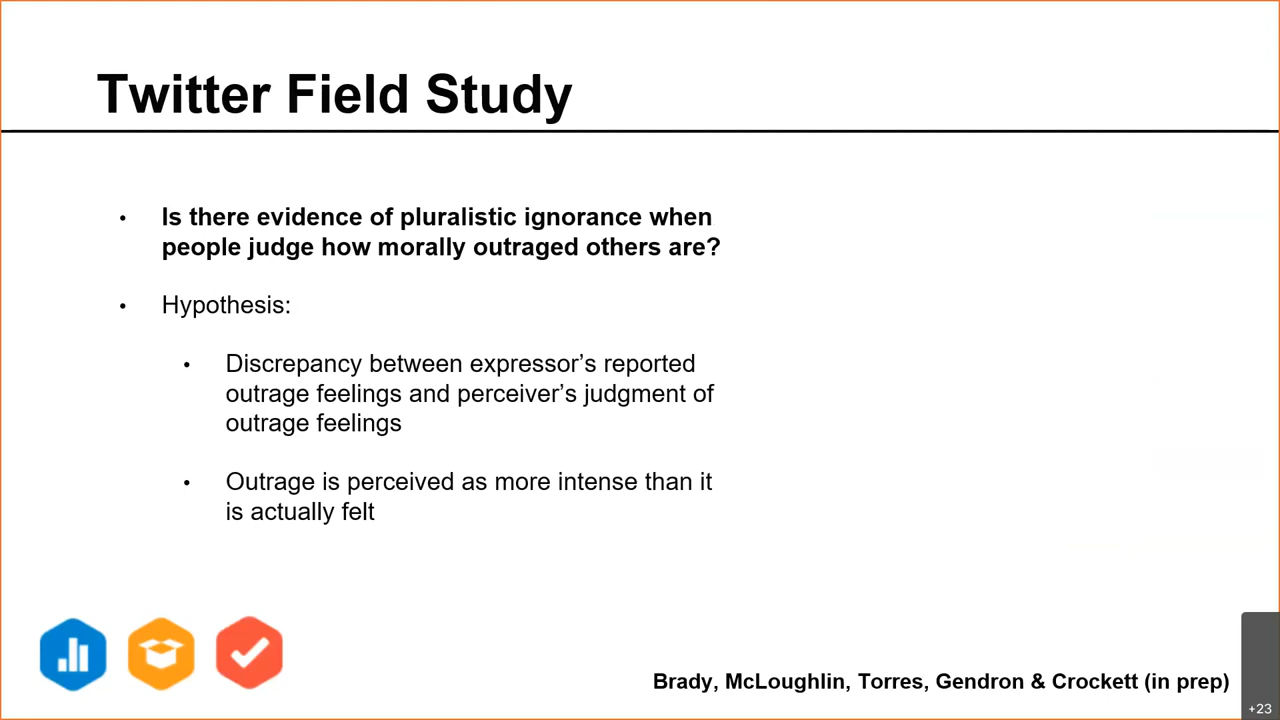 Twitter Field Study
• Is there evidence of pluralistic ignorance when
people judge how morally outraged others are?
• Hypothesis:
• Discrepancy between expressor’s reported
outrage feelings and perceiver’s judgment of
outrage feelings
• Outrage is perceived as more intense than it
is actually felt
Brady, McLoughlin, Torres, Gendron & Crockett (in prep)
+23